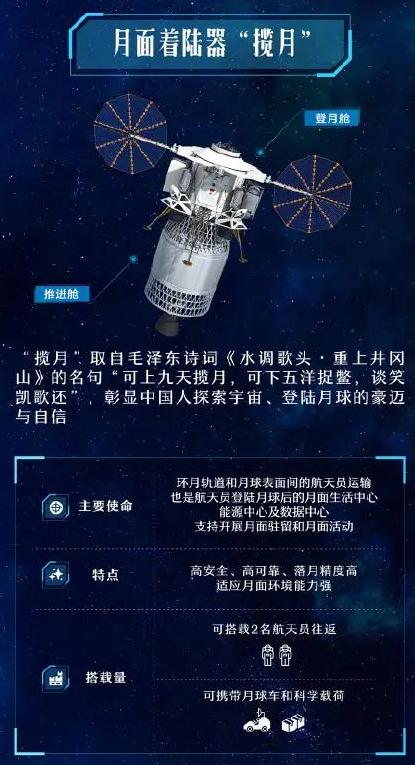 月面着陆器“揽月”
登月舱
推进舱
“揽月”取自毛泽东诗词《水调歌头·重上井冈
山》的名句“可上九天揽月，可下五洋捉鳖，谈笑
凯歌还”，彰显中国人探索宇宙、登陆月球的豪迈
与自信
主要使命
环月轨道和月球表面间的航天员运输
也是航天员登陆月球后的月面生活中心
能源中心及数据中心
支持开展月面驻留和月面活动
特点
高安全、高可靠、落月精度高
适应月面环境能力强
搭载量
可搭载2名航天员往返
可携带月球车和科学载荷